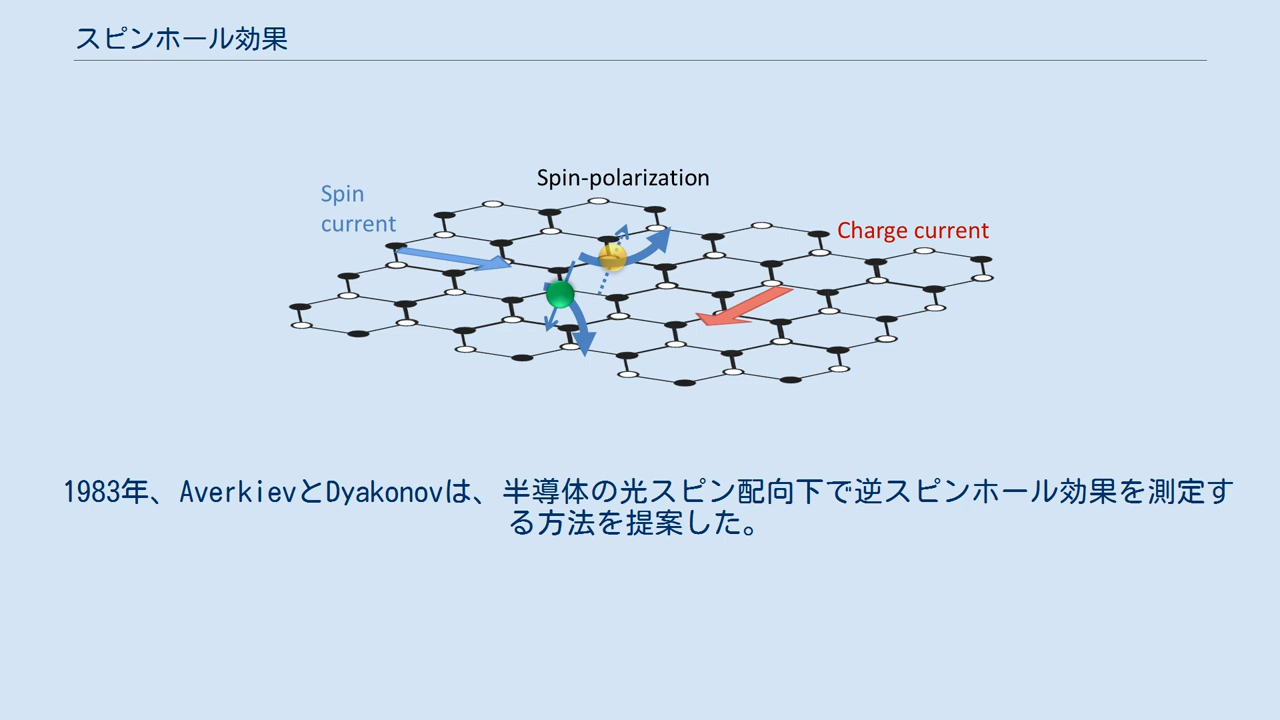 スピンホール効果
Spin-polarization
Spin
current
Charge current
1983年、AverkievとDyakonovは、半導体の光スピン配向下で逆スピンホール効果を測定す
る方法を提案した。